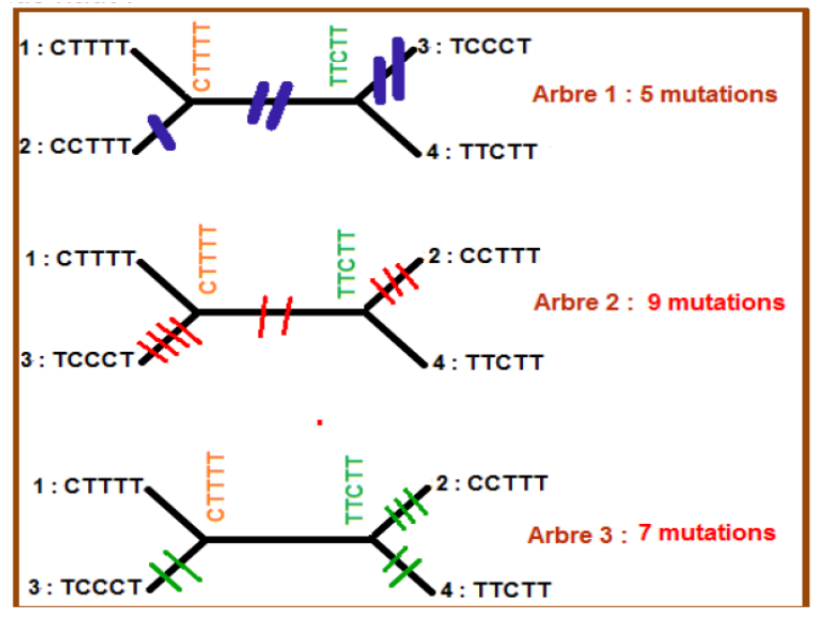 1 : CTTTT
CTTTT
TTCTT
3 : TCCCT
Arbre 1 : 5 mutations
2 : CCTTT
4 : TTCTT
1 : CTTTT
CTTTT
TTCTT
2 : CCTTT
Arbre 2 : 9 mutations
3 : TCCCT
4 : TTCTT
1 : CTTTT
CTTTT
TTCTT
2 : CCTTT
Arbre 3 : 7 mutations
3 : TCCCT
4 : TTCTT